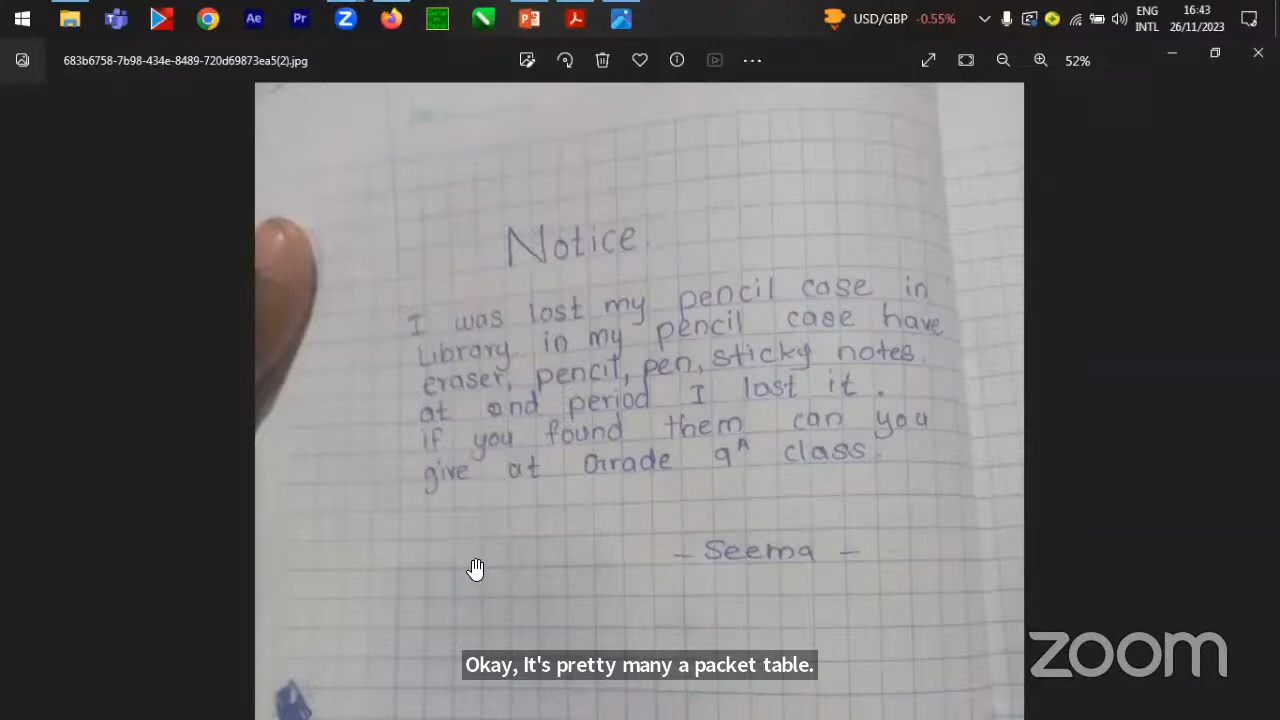 Ae
Pr
USD/GBP -0.55%
ENG
INTL
16:43
26/11/2023
683b6758-7b98-434e-8489-720d69873ea5(2).jpg
52%
Notice
I was lost my pencil case in
Library. in my pencil case have
eraser, pencil, pen, sticky notes.
at 2nd period I lost it.
if you found them can you
give at Grade 9A class.
- Seema -
Okay, It's pretty many a packet table.
zoom